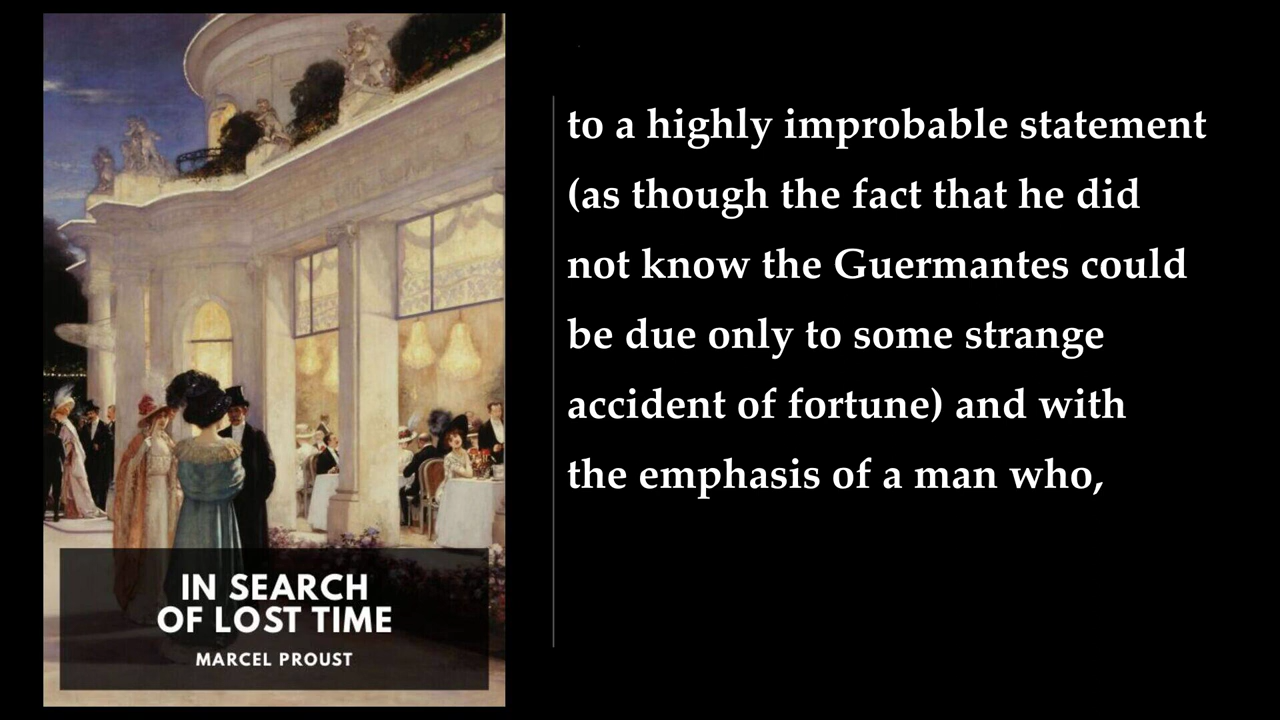 IN SEARCH
OF LOST TIME
MARCEL PROUST
to a highly improbable statement
(as though the fact that he did
not know the Guermantes could
be due only to some strange
accident of fortune) and with
the emphasis of a man who,